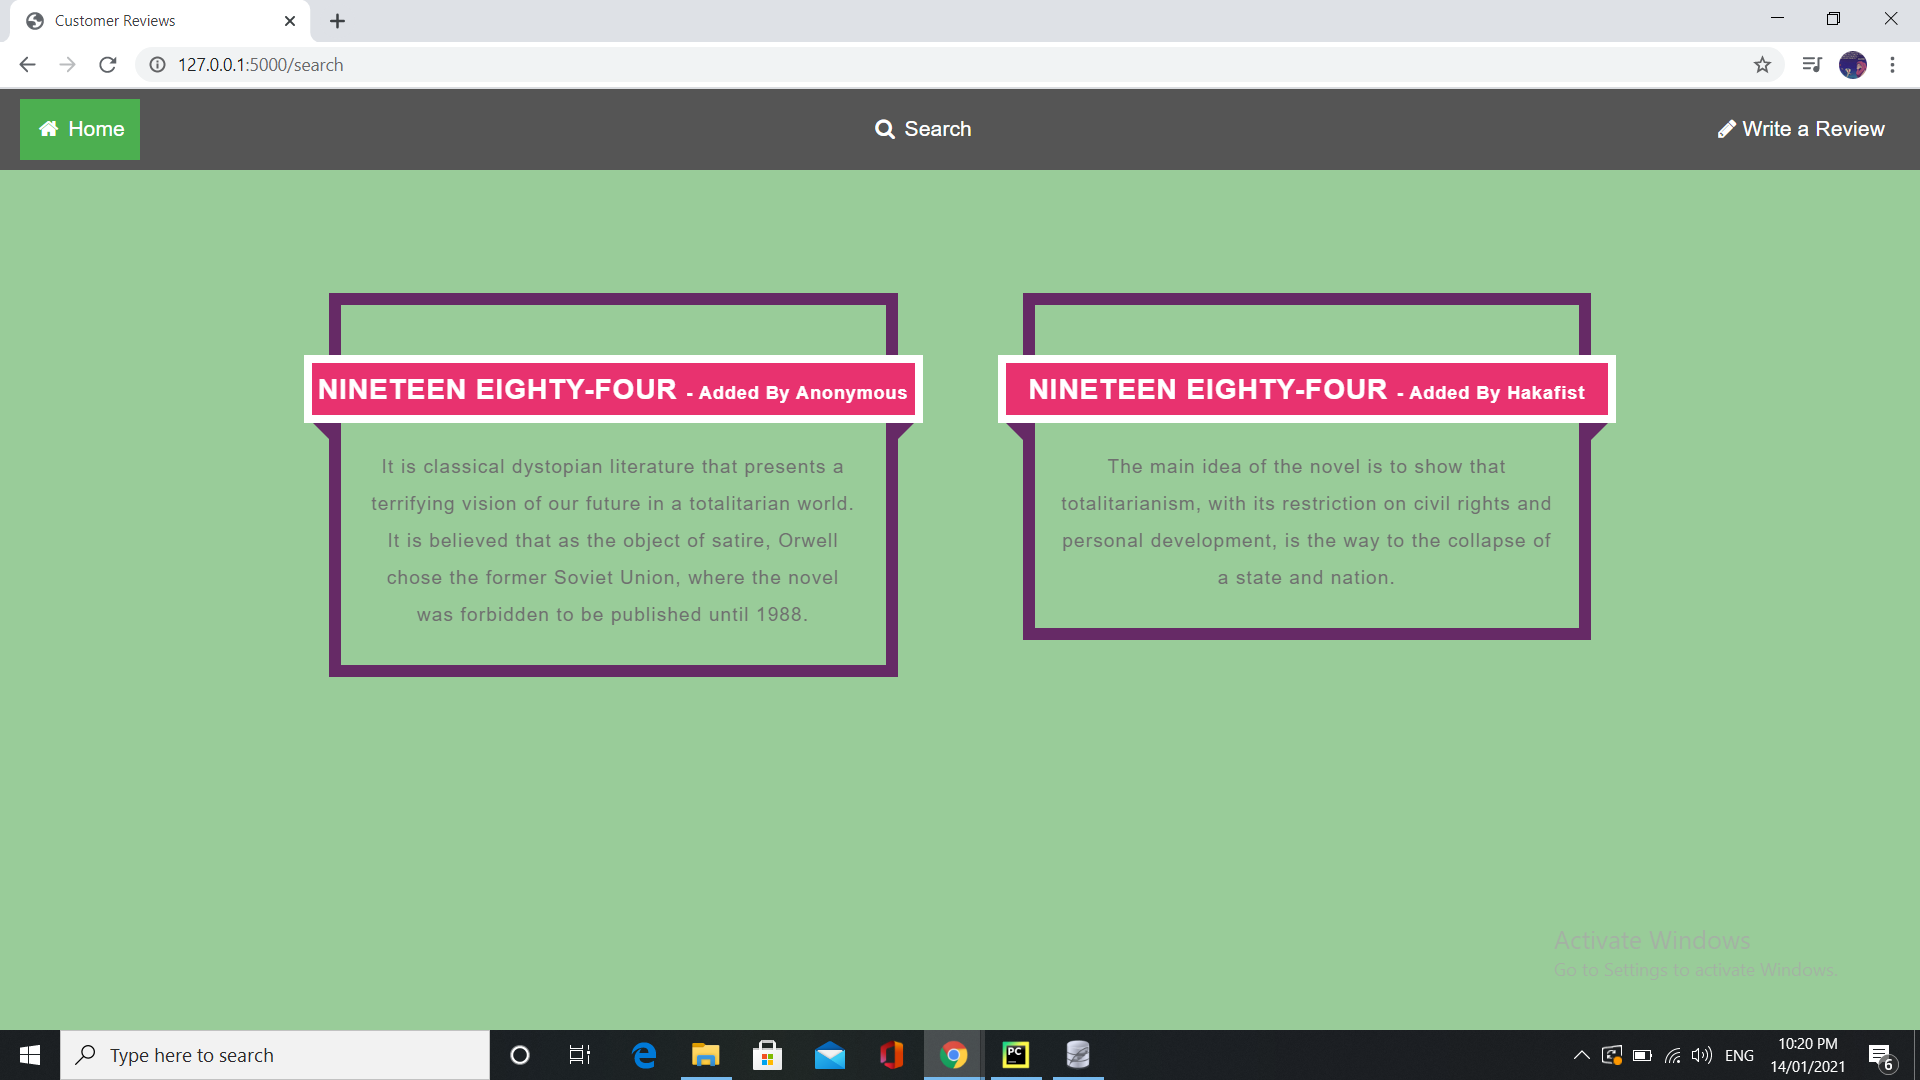 Customer Reviews
127.0.0.1:5000/search
Home
Search
Write a Review
NINETEEN EIGHTY-FOUR - Added By Anonymous
It is classical dystopian literature that presents a
terrifying vision of our future in a totalitarian world.
It is believed that as the object of satire, Orwell
chose the former Soviet Union, where the novel
was forbidden to be published until 1988.
NINETEEN EIGHTY-FOUR - Added By Hakafist
The main idea of the novel is to show that
totalitarianism, with its restriction on civil rights and
personal development, is the way to the collapse of
a state and nation.
Activate Windows
Go to Settings to activate Windows.
Type here to search
PC
ENG
10:20 PM
14/01/2021
6